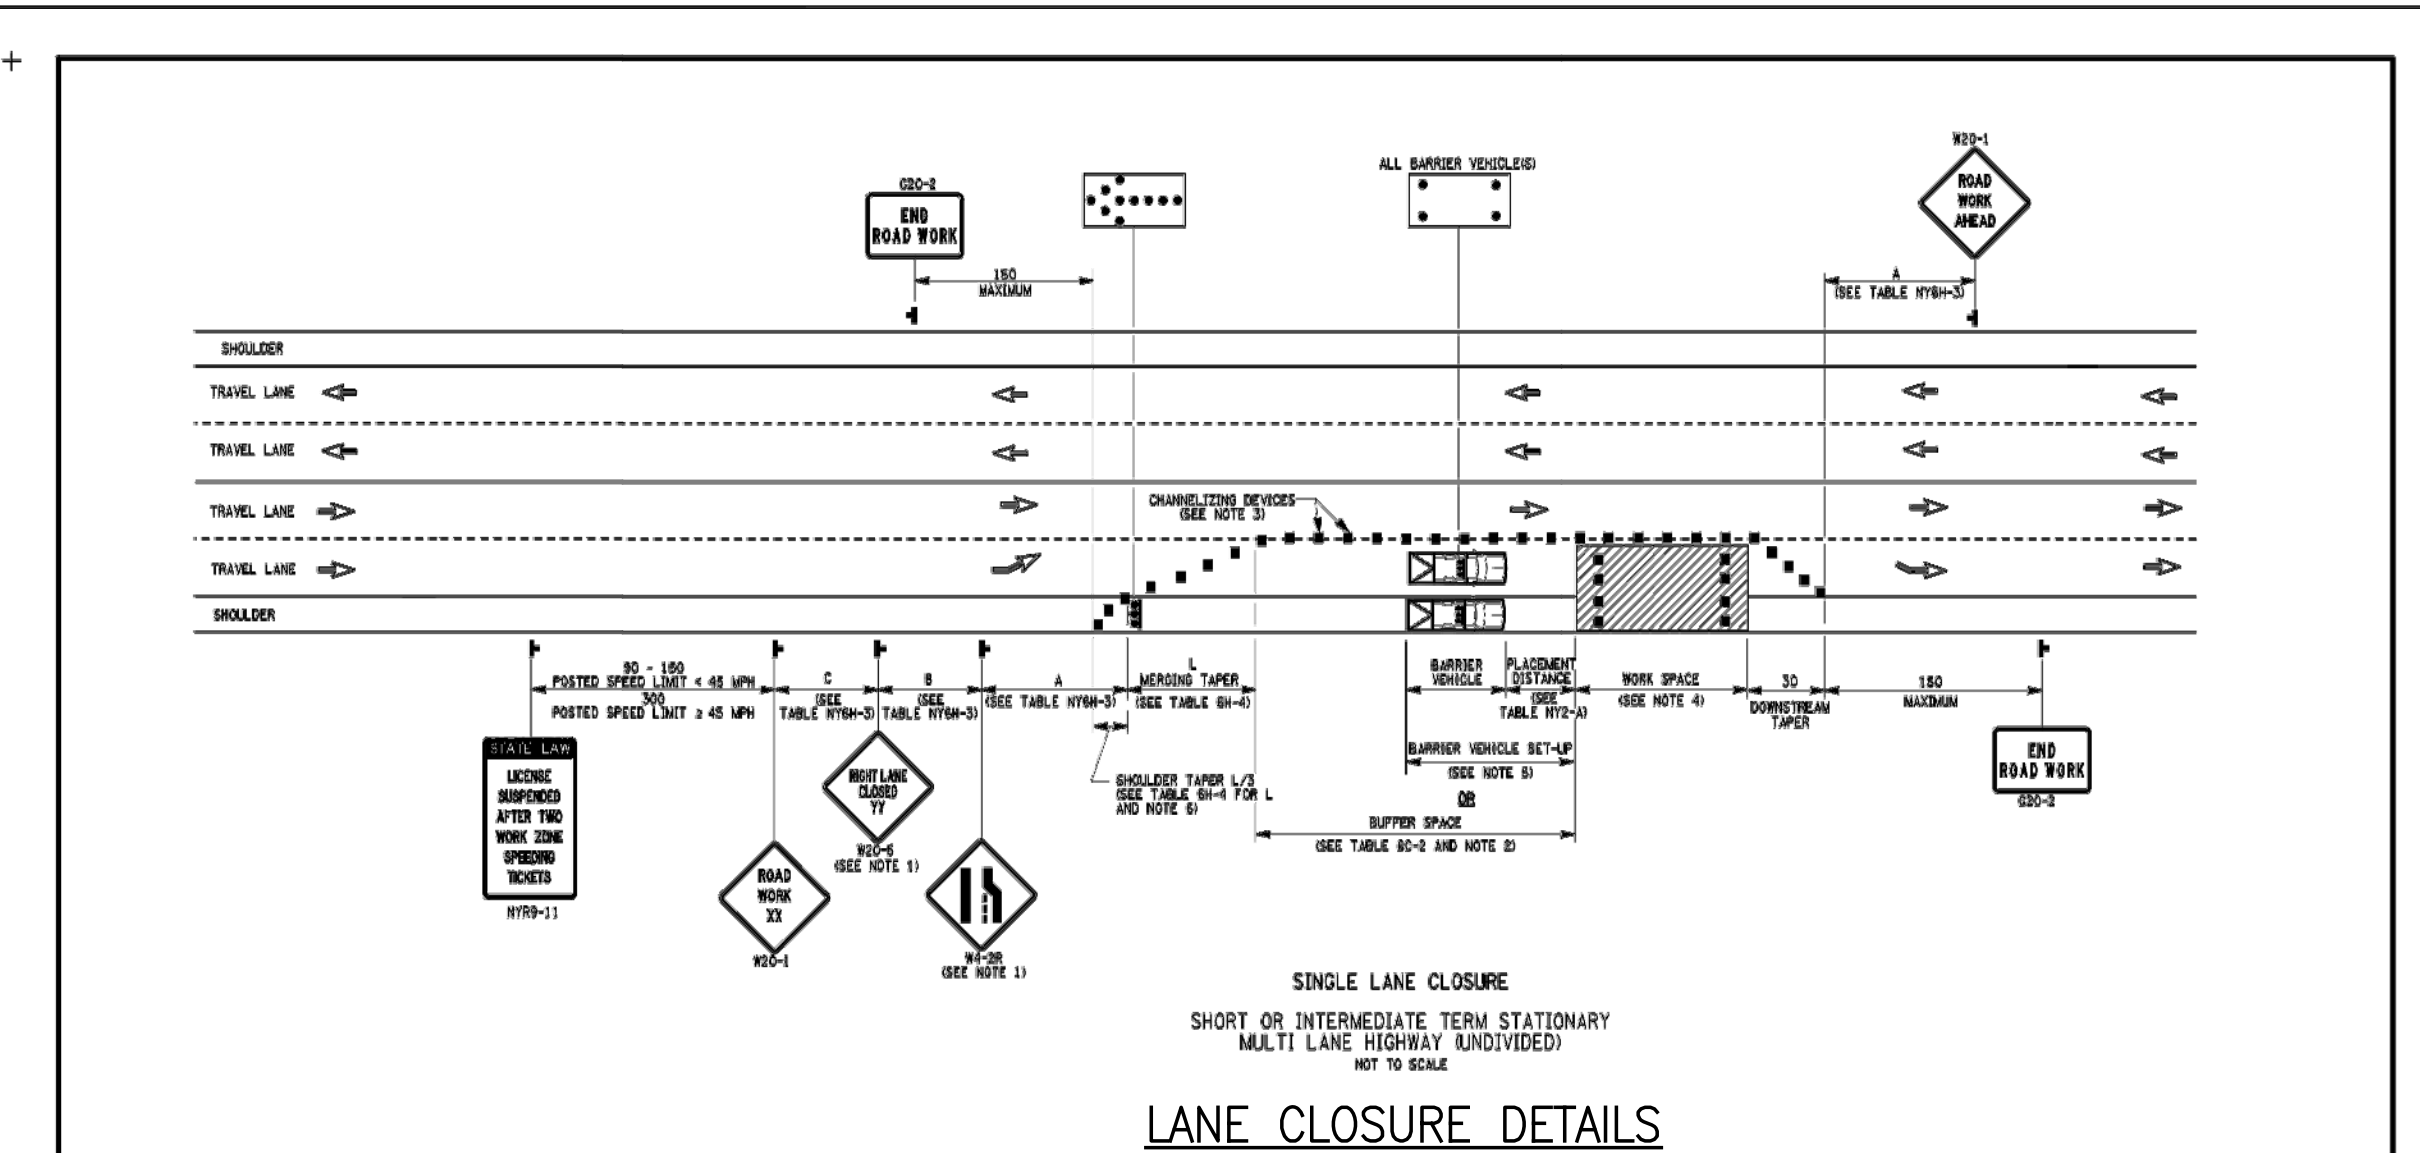 W20-1
ALL BARRIER VEHICLE(S)
G20-2
END
ROAD WORK
ROAD
WORK
AHEAD
150
MAXIMUM
A
(SEE TABLE NY6H-3)
SHOULDER
TRAVEL LANE
TRAVEL LANE
CHANNELIZING DEVICES
(SEE NOTE 3)
TRAVEL LANE
TRAVEL LANE
SHOULDER
90 - 150
POSTED SPEED LIMIT < 45 MPH
300
POSTED SPEED LIMIT ≥ 45 MPH
C
(SEE
TABLE NY6H-3)
B
(SEE
TABLE NY6H-3)
A
(SEE TABLE NY6H-3)
L
MERGING TAPER
(SEE TABLE 6H-4)
BARRIER
VEHICLE
PLACEMENT
DISTANCE
(SEE
TABLE NY2-A)
WORK SPACE
(SEE NOTE 4)
30
DOWNSTREAM
TAPER
150
MAXIMUM
STATE LAW
LICENSE
SUSPENDED
AFTER TWO
WORK ZONE
SPEEDING
TICKETS
NYR9-11
RIGHT LANE
CLOSED
YY
W20-5
(SEE NOTE 1)
SHOULDER TAPER L/3
(SEE TABLE 6H-4 FOR L
AND NOTE 6)
BARRIER VEHICLE SET-UP
OR
BUFFER SPACE
(SEE TABLE 6C-2 AND NOTE 2)
END
ROAD WORK
G20-2
ROAD
WORK
XX
W20-1
W4-2R
(SEE NOTE 1)
SINGLE LANE CLOSURE
SHORT OR INTERMEDIATE TERM STATIONARY
MULTI LANE HIGHWAY (UNDIVIDED)
NOT TO SCALE
LANE CLOSURE DETAILS